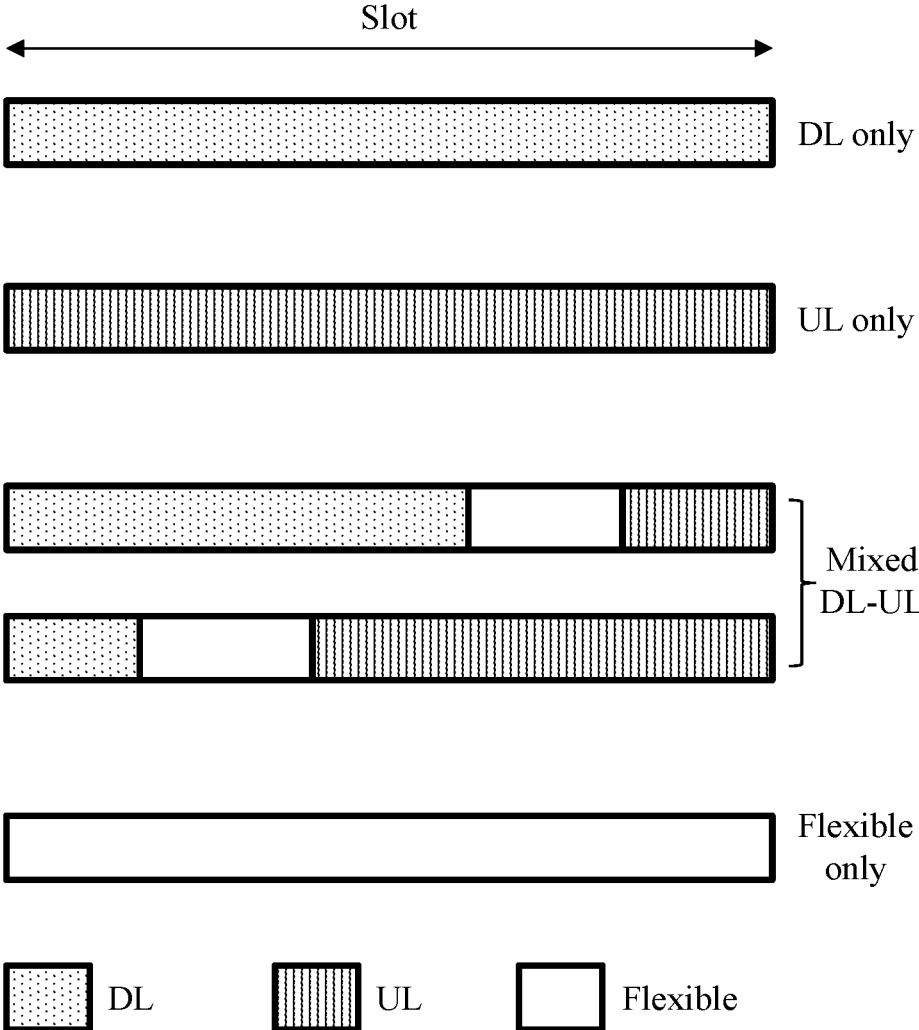 Slot
DL only
UL only
Mixed
DL-UL
Flexible
only
DL
UL
Flexible